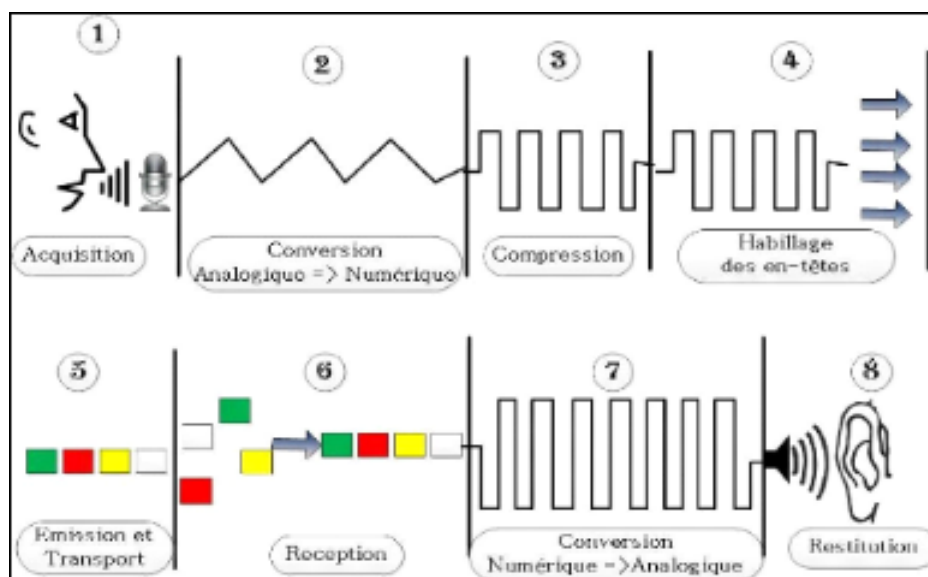 1
2
3
4
Acquisition
Conversion
Analogique => Numérique
Compression
Habillage
des en-têtes
5
6
7
8
Emission et
Transport
Reception
Conversion
Numérique =>Analogique
Restitution